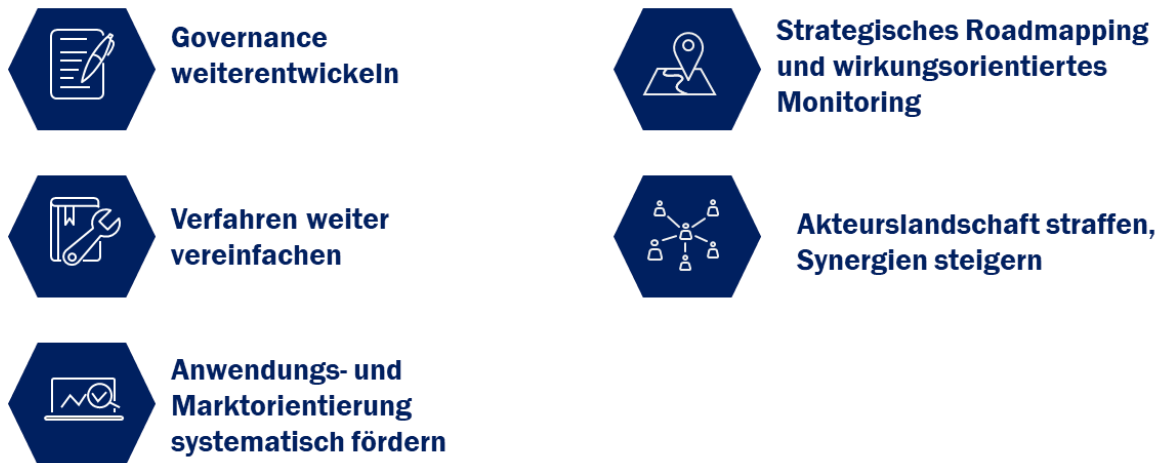 Governance
weiterentwickeln
Strategisches Roadmapping
und wirkungsorientiertes
Monitoring
Verfahren weiter
vereinfachen
Akteurslandschaft straffen,
Synergien steigern
Anwendungs- und
Marktorientierung
systematisch fördern